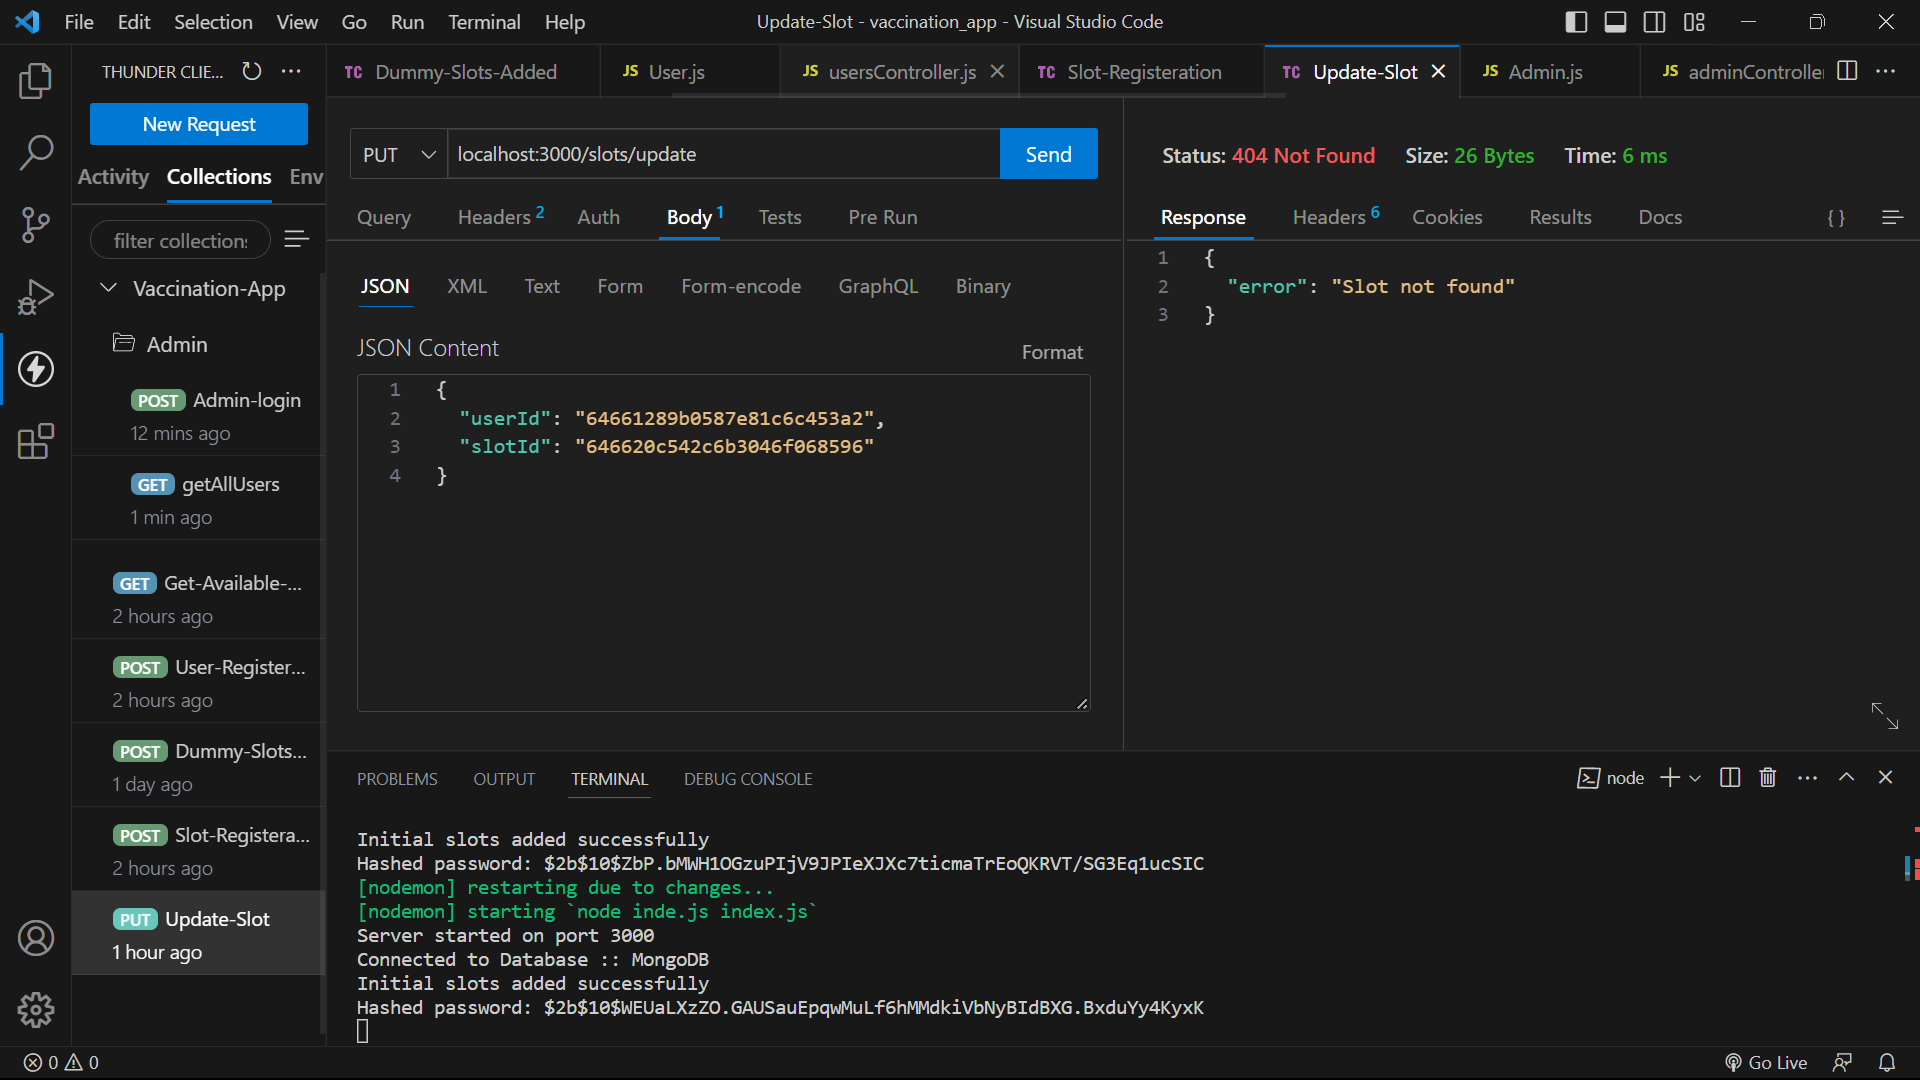 File Edit Selection View Go Run Terminal Help
Update-Slot - vaccination_app - Visual Studio Code
THUNDER CLIE...
TC Dummy-Slots-Added
JS User.js
JS usersController.js
TC Slot-Registeration
TC Update-Slot
JS Admin.js
JS adminController
New Request
Activity Collections Env
filter collections
Vaccination-App
Admin
POST Admin-login
12 mins ago
GET getAllUsers
1 min ago
GET Get-Available-...
2 hours ago
POST User-Register...
2 hours ago
POST Dummy-Slots...
1 day ago
POST Slot-Registera...
2 hours ago
PUT Update-Slot
1 hour ago
PUT localhost:3000/slots/update Send
Query Headers 2 Auth Body 1 Tests Pre Run
JSON XML Text Form Form-encode GraphQL Binary
JSON Content
Format
1 {
2 "userId": "64661289b0587e81c6c453a2",
3 "slotId": "646620c542c6b3046f068596"
4 }
Status: 404 Not Found Size: 26 Bytes Time: 6 ms
Response Headers 6 Cookies Results Docs { }
1 {
2 "error": "Slot not found"
3 }
PROBLEMS OUTPUT TERMINAL DEBUG CONSOLE
node
Initial slots added successfully
Hashed password: $2b$10$ZbP.bMWH1OGzuPIjV9JPIeXJXc7ticmaTrEoQKRVT/SG3Eq1ucSIC
[nodemon] restarting due to changes...
[nodemon] starting `node inde.js index.js`
Server started on port 3000
Connected to Database :: MongoDB
Initial slots added successfully
Hashed password: $2b$10$WEUaLXzZO.GAUSauEpqwMuLf6hMMdkiVbNyBIdBXG.BxduYy4KyxK
0 0
Go Live